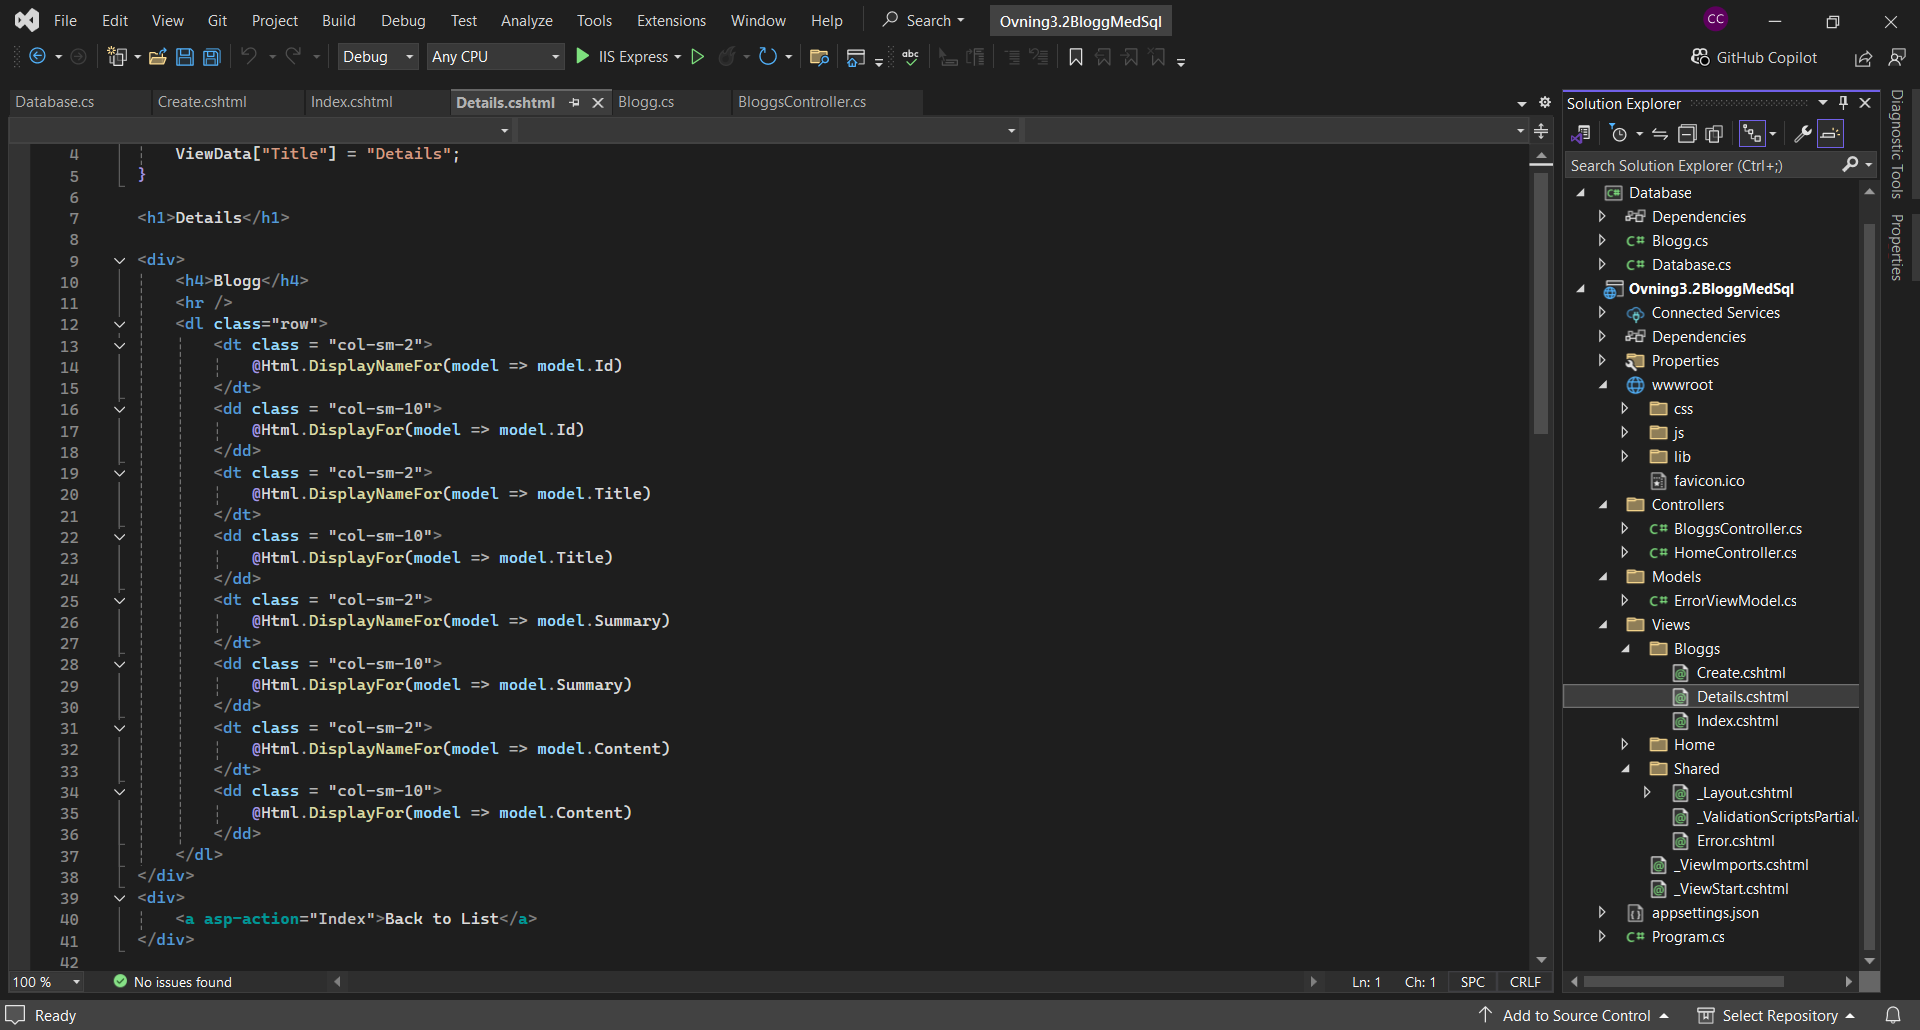 File Edit View Git Project Build Debug Test Analyze Tools Extensions Window Help Search Ovning3.2BloggMedSql CC
Debug Any CPU IIS Express abc GitHub Copilot
Database.cs Create.cshtml Index.cshtml Details.cshtml Blogg.cs BloggsController.cs
4 ViewData["Title"] = "Details";
5 }
6
7 <h1>Details</h1>
8
9 <div>
10 <h4>Blogg</h4>
11 <hr />
12 <dl class="row">
13 <dt class = "col-sm-2">
14 @Html.DisplayNameFor(model => model.Id)
15 </dt>
16 <dd class = "col-sm-10">
17 @Html.DisplayFor(model => model.Id)
18 </dd>
19 <dt class = "col-sm-2">
20 @Html.DisplayNameFor(model => model.Title)
21 </dt>
22 <dd class = "col-sm-10">
23 @Html.DisplayFor(model => model.Title)
24 </dd>
25 <dt class = "col-sm-2">
26 @Html.DisplayNameFor(model => model.Summary)
27 </dt>
28 <dd class = "col-sm-10">
29 @Html.DisplayFor(model => model.Summary)
30 </dd>
31 <dt class = "col-sm-2">
32 @Html.DisplayNameFor(model => model.Content)
33 </dt>
34 <dd class = "col-sm-10">
35 @Html.DisplayFor(model => model.Content)
36 </dd>
37 </dl>
38 </div>
39 <div>
40 <a asp-action="Index">Back to List</a>
41 </div>
42
100 % No issues found Ln: 1 Ch: 1 SPC CRLF
Solution Explorer
Search Solution Explorer (Ctrl+;)
Database
Dependencies
Blogg.cs
Database.cs
Ovning3.2BloggMedSql
Connected Services
Dependencies
Properties
wwwroot
css
js
lib
favicon.ico
Controllers
BloggsController.cs
HomeController.cs
Models
ErrorViewModel.cs
Views
Bloggs
Create.cshtml
Details.cshtml
Index.cshtml
Home
Shared
_Layout.cshtml
_ValidationScriptsPartial.
Error.cshtml
_ViewImports.cshtml
_ViewStart.cshtml
appsettings.json
Program.cs
Diagnostic Tools
Properties
Ready Add to Source Control Select Repository